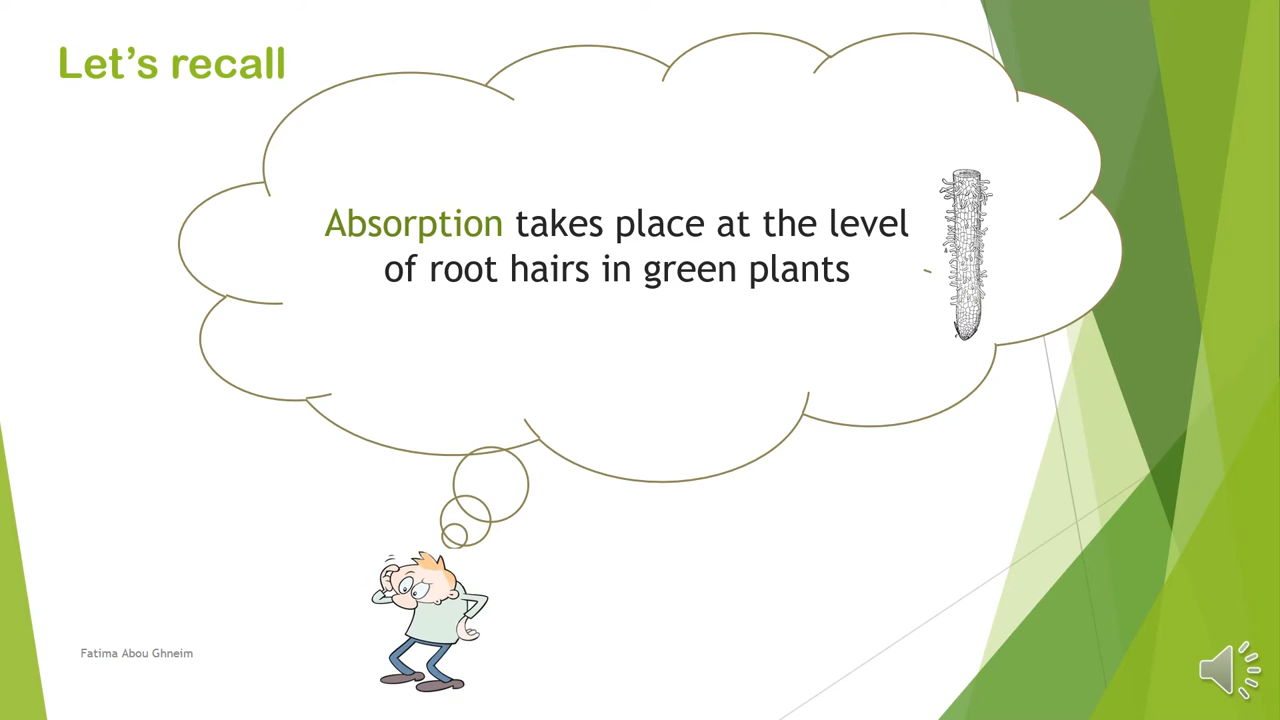 Let's recall
Absorption takes place at the level
of root hairs in green plants
Fatima Abou Ghneim